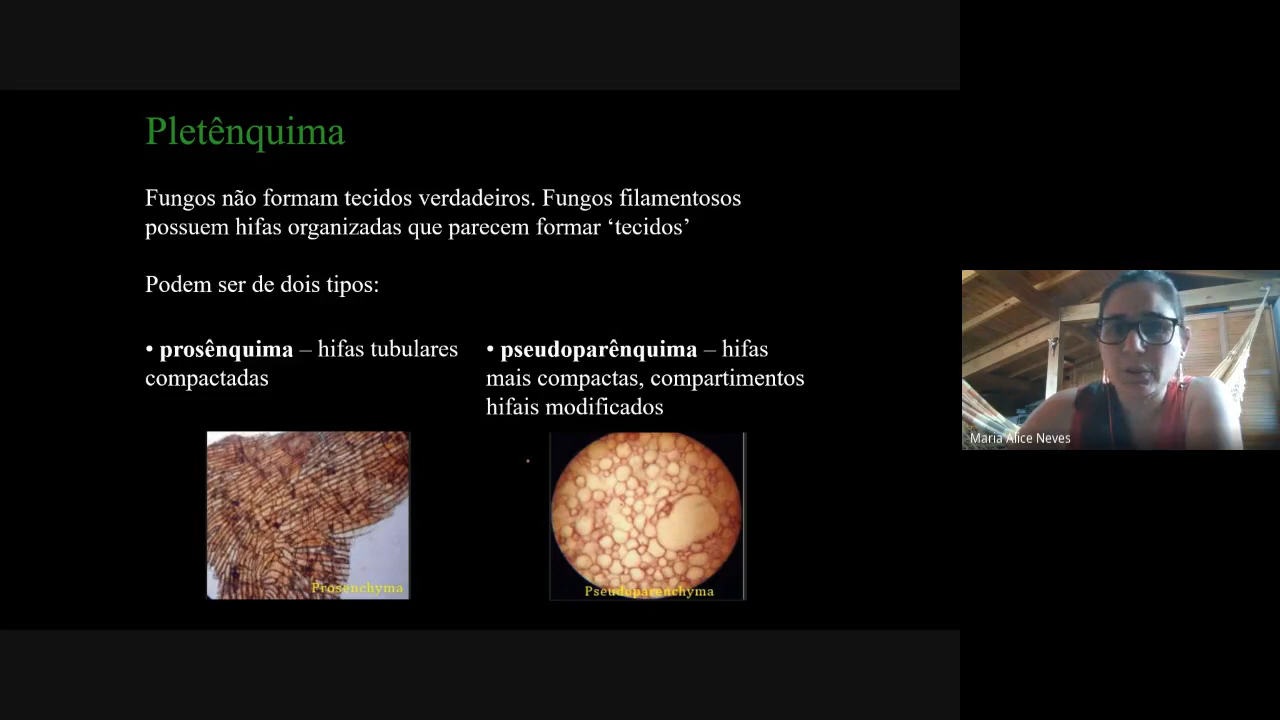 Pletênquima
Fungos não formam tecidos verdadeiros. Fungos filamentosos
possuem hifas organizadas que parecem formar ‘tecidos’
Podem ser de dois tipos:
• prosênquima – hifas tubulares
compactadas
• pseudoparênquima – hifas
mais compactas, compartimentos
hifais modificados
Prosenchyma
Pseudoparenchyma
Maria Alice Neves